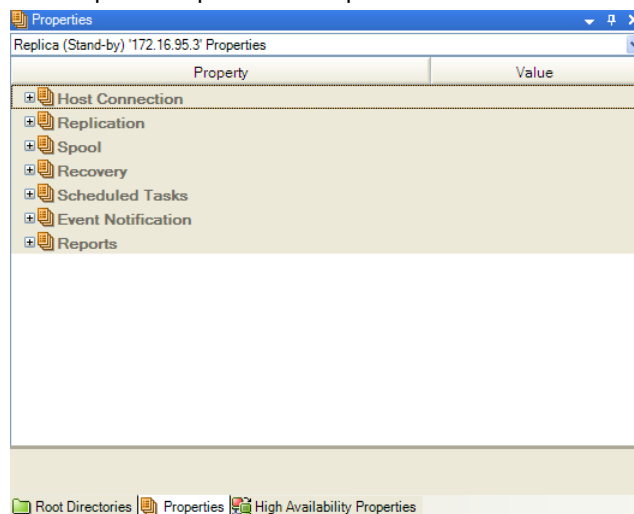 Properties
Replica (Stand-by) '172.16.95.3' Properties
Property Value
Host Connection
Replication
Spool
Recovery
Scheduled Tasks
Event Notification
Reports
Root Directories Properties High Availability Properties